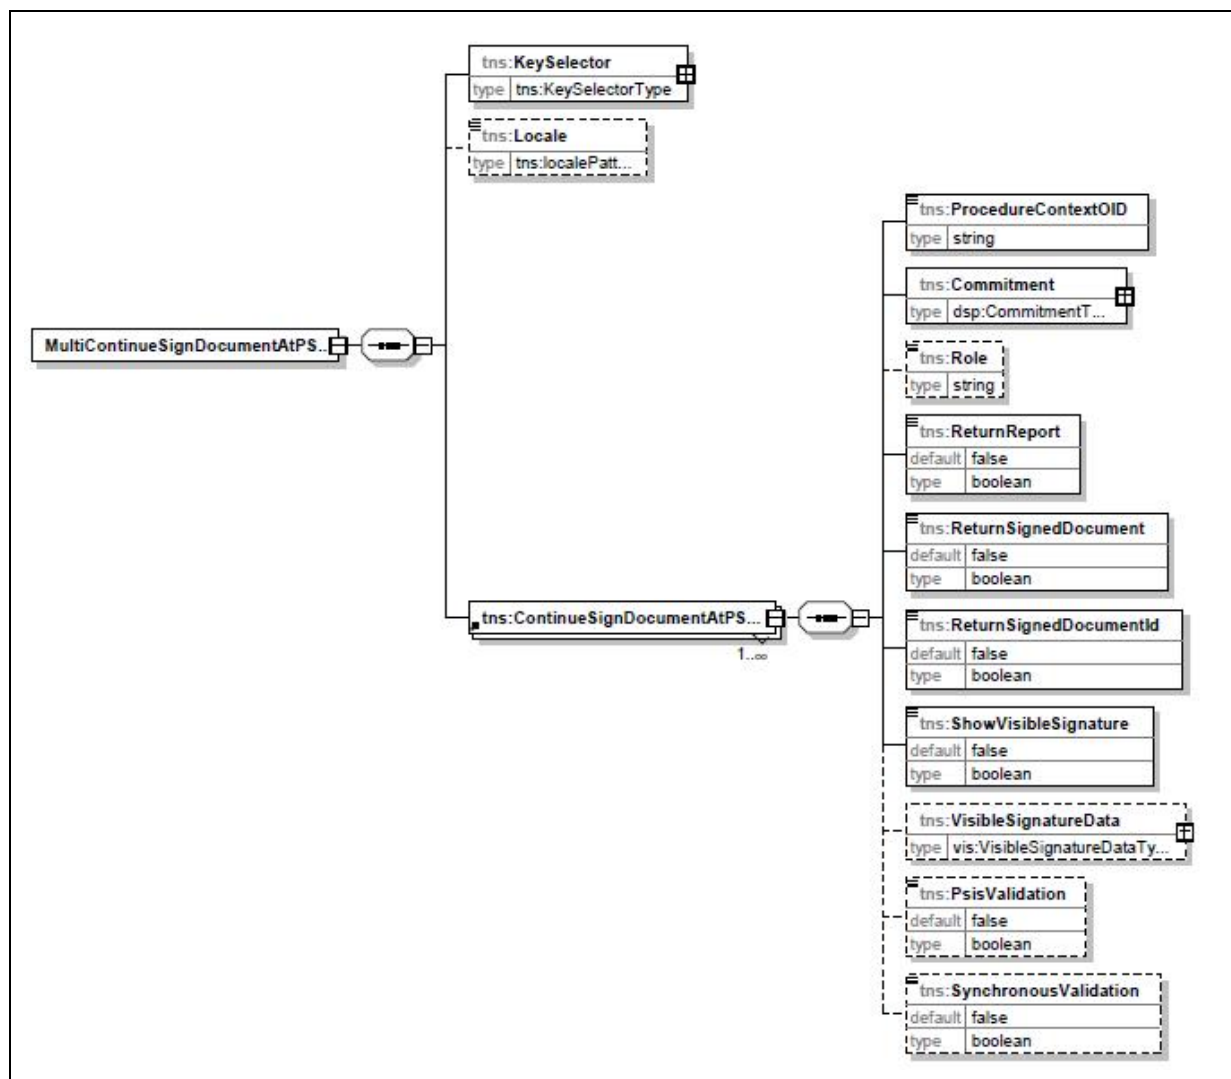 tns:KeySelector
type tns:KeySelectorType
tns:Locale
type tns:localePatt...
tns:ProcedureContextOID
type string
tns:Commitment
type dsp:CommitmentT...
MultiContinueSignDocumentAtPS...
tns:Role
type string
tns:ReturnReport
default false
type boolean
tns:ReturnSignedDocument
default false
type boolean
tns:ContinueSignDocumentAtPS...
1..∞
tns:ReturnSignedDocumentId
default false
type boolean
tns:ShowVisibleSignature
default false
type boolean
tns:VisibleSignatureData
type vis:VisibleSignatureDataTy...
tns:PsisValidation
default false
type boolean
tns:SynchronousValidation
default false
type boolean